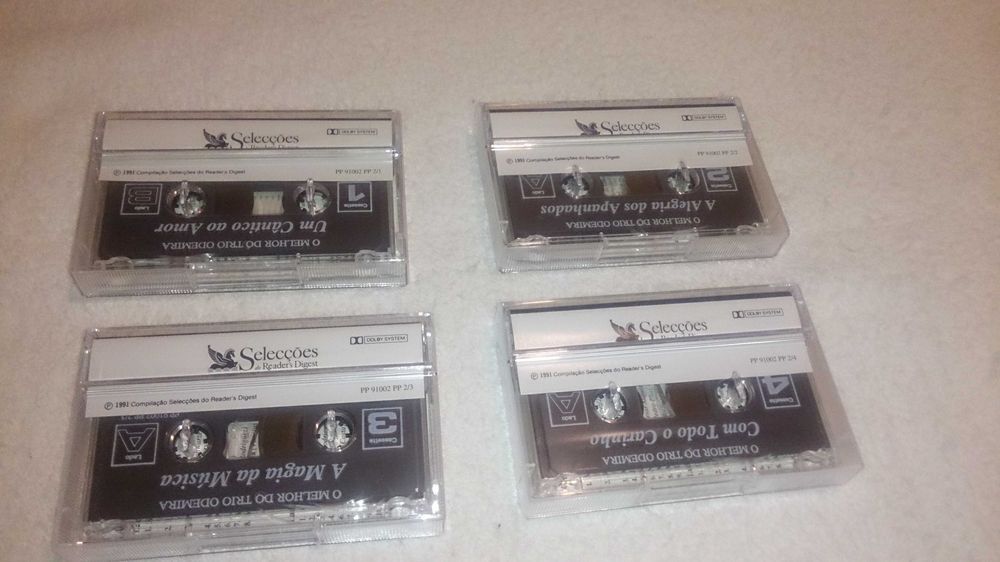 Selecções
DOLBY SYSTEM
℗ 1991 Compilação Selecções do Reader's Digest
PP 91002 PP 2/1
Cassette
1
Lado
B
Um Cântico ao Amor
O MELHOR DO TRIO ODEMIRA
Selecções
DOLBY SYSTEM
℗ 1991 Compilação Selecções do Reader's Digest
PP 91002 PP 2/2
Cassette
2
Lado
A
A Alegria dos Apanhados
O MELHOR DO TRIO ODEMIRA
Selecções
do Reader's Digest
DOLBY SYSTEM
℗ 1991 Compilação Selecções do Reader's Digest
PP 91002 PP 2/3
Cassette
3
Lado
A
A Magia da Música
O MELHOR DO TRIO ODEMIRA
Selecções
DOLBY SYSTEM
℗ 1991 Compilação Selecções do Reader's Digest
PP 91002 PP 2/4
Cassette
4
Lado
Com Todo o Carinho
O MELHOR DO TRIO ODEMIRA